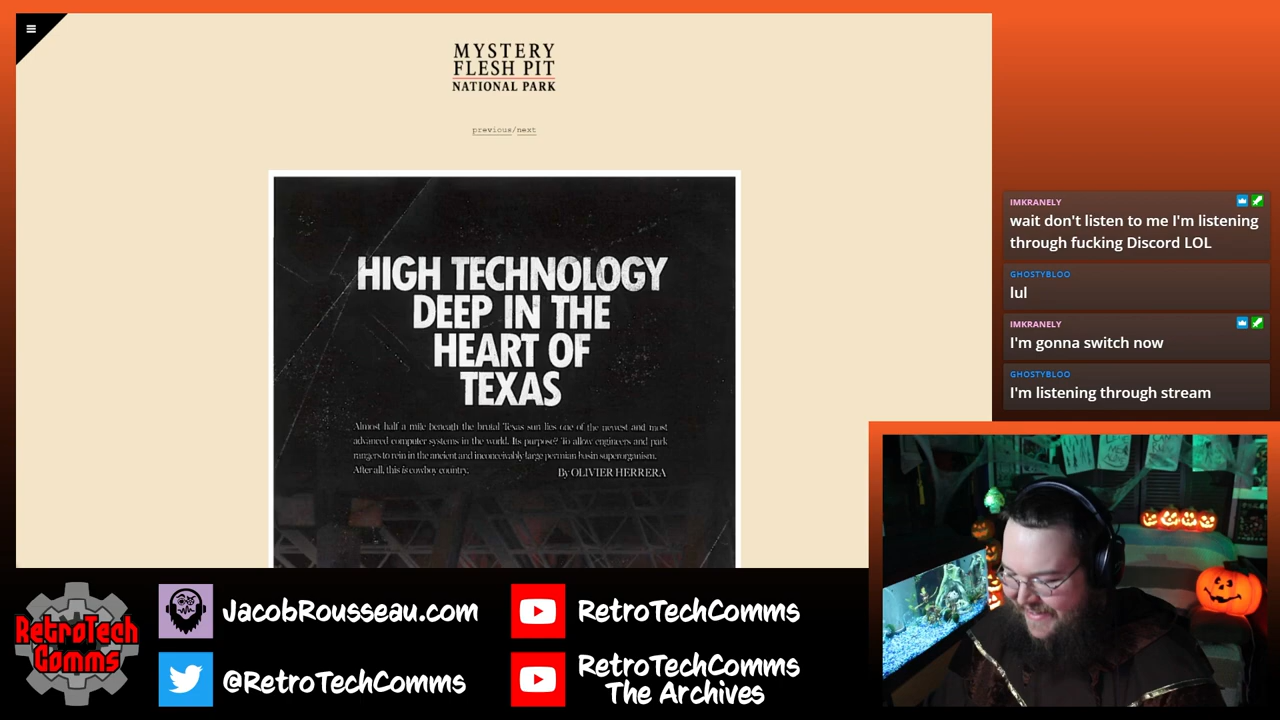 MYSTERY
FLESH PIT
NATIONAL PARK
previous/next
HIGH TECHNOLOGY
DEEP IN THE
HEART OF
TEXAS
Almost half a mile beneath the brutal Texas sun lies one of the newest and most
advanced computer systems in the world. Its purpose? To allow engineers and park
rangers to rein in the ancient and inconceivably large permian basin superorganism.
After all, this is cowboy country.
By OLIVIER HERRERA
IMKRANELY
wait don't listen to me I'm listening
through fucking Discord LOL
GHOSTYBLOO
lul
IMKRANELY
I'm gonna switch now
GHOSTYBLOO
I'm listening through stream
RetroTech
Comms
JacobRousseau.com
@RetroTechComms
RetroTechComms
RetroTechComms
The Archives